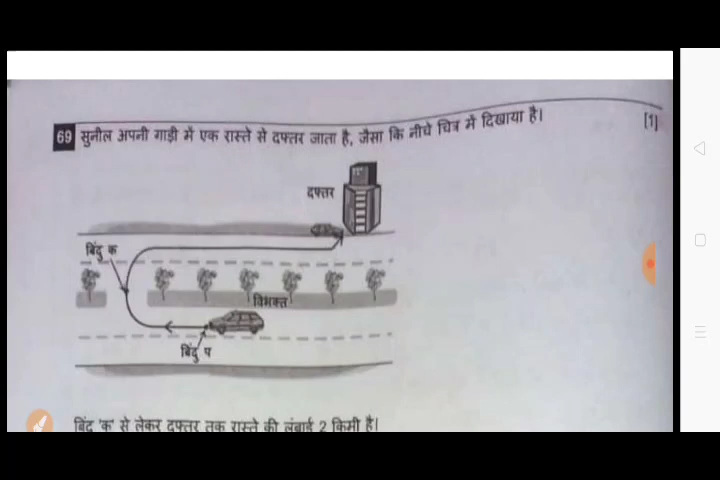 69 सुनील अपनी गाड़ी में एक रास्ते से दफ्तर जाता है, जैसा कि नीचे चित्र में दिखाया है। [1]
दफ्तर
बिंदु क
विभक्त
बिंदु प
बिंदु 'क' से लेकर दफ्तर तक रास्ते की लंबाई 2 किमी है।